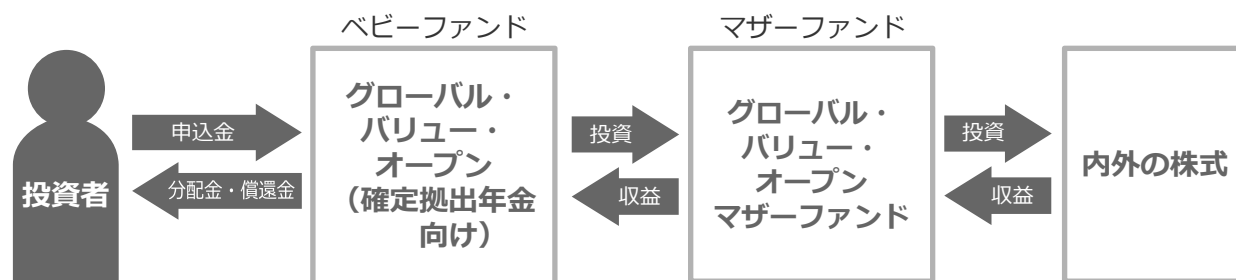 ベビーファンド
マザーファンド
投資者
申込金
分配金・償還金
グローバル・
バリュー・
オープン
（確定拠出年金
向け）
投資
収益
グローバル・
バリュー・
オープン
マザーファンド
投資
収益
内外の株式